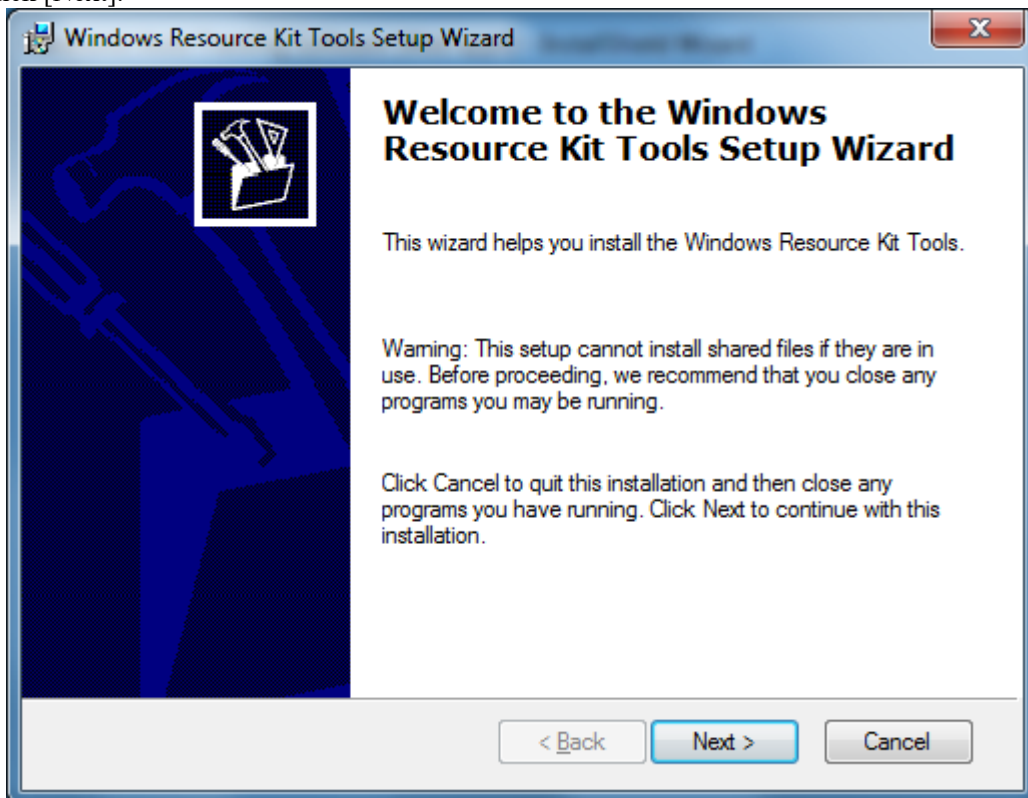 Windows Resource Kit Tools Setup Wizard
Welcome to the Windows
Resource Kit Tools Setup Wizard
This wizard helps you install the Windows Resource Kit Tools.
Warning: This setup cannot install shared files if they are in
use. Before proceeding, we recommend that you close any
programs you may be running.
Click Cancel to quit this installation and then close any
programs you have running. Click Next to continue with this
installation.
< Back
Next >
Cancel